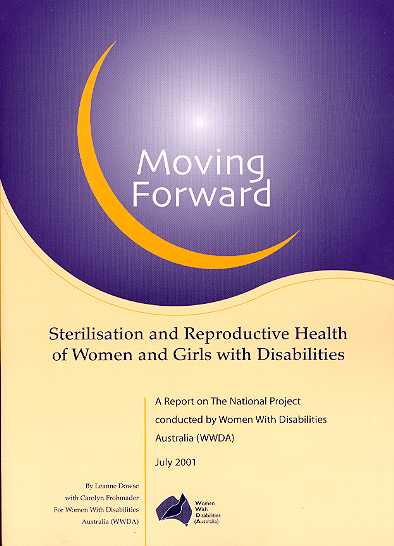 Moving
Forward
Sterilisation and Reproductive Health
of Women and Girls with Disabilities
A Report on The National Project
conducted by Women With Disabilities
Australia (WWDA)
July 2001
By Leanne Dowse
with Carolyn Frohmader
For Women With Disabilities
Australia (WWDA)
Women
With
Disabilities
(Australia)